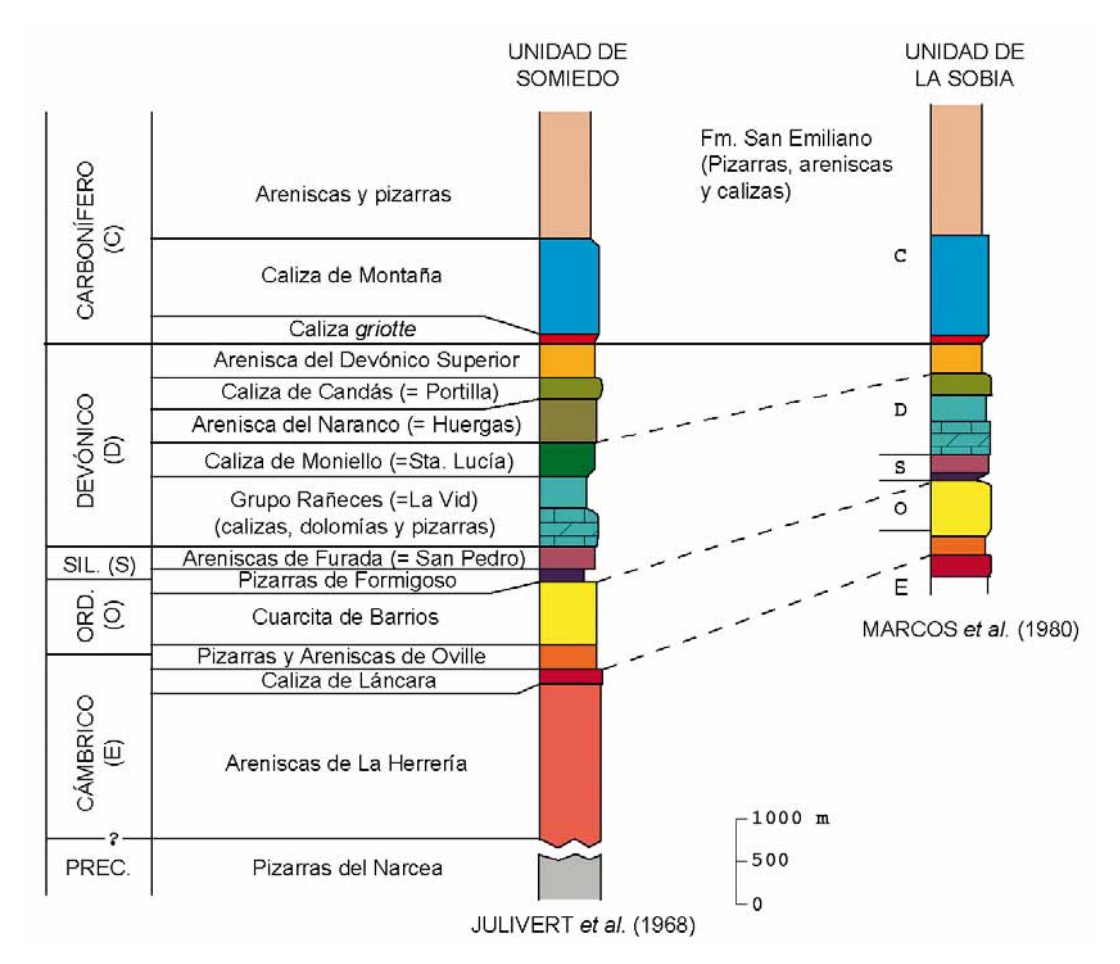 UNIDAD DE
SOMIEDO
UNIDAD DE
LA SOBIA
CARBONÍFERO
(C)
Areniscas y pizarras
Caliza de Montaña
Caliza griotte
DEVÓNICO
(D)
Arenisca del Devónico Superior
Caliza de Candás (= Portilla)
Arenisca del Naranco (= Huergas)
Caliza de Moniello (=Sta. Lucía)
Grupo Rañeces (=La Vid)
(calizas, dolomías y pizarras)
SIL. (S)
Areniscas de Furada (= San Pedro)
Pizarras de Formigoso
ORD.
(O)
Cuarcita de Barrios
Pizarras y Areniscas de Oville
CÁMBRICO
(E)
Caliza de Láncara
Areniscas de La Herrería
?
PREC.
Pizarras del Narcea
JULIVERT et al. (1968)
Fm. San Emiliano
(Pizarras, areniscas
y calizas)
C
D
S
O
E
MARCOS et al. (1980)
1000 m
500
0